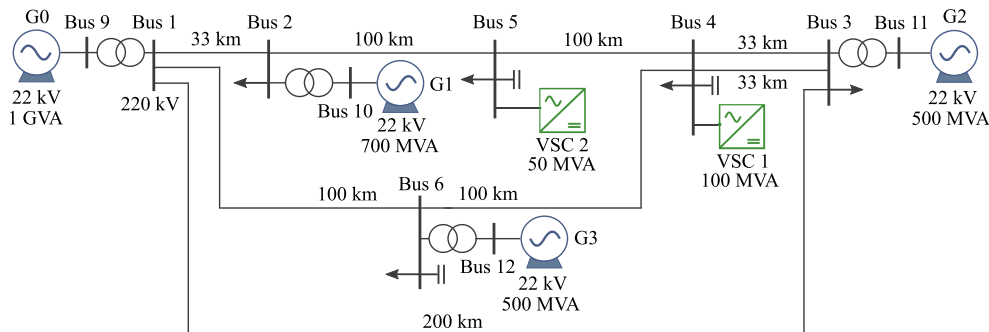 G0
Bus 9
Bus 1
33 km
Bus 2
100 km
Bus 5
100 km
Bus 4
33 km
Bus 3
Bus 11
G2
22 kV
1 GVA
220 kV
Bus 10
G1
22 kV
700 MVA
VSC 2
50 MVA
33 km
VSC 1
100 MVA
22 kV
500 MVA
100 km
Bus 6
100 km
Bus 12
G3
22 kV
500 MVA
200 km